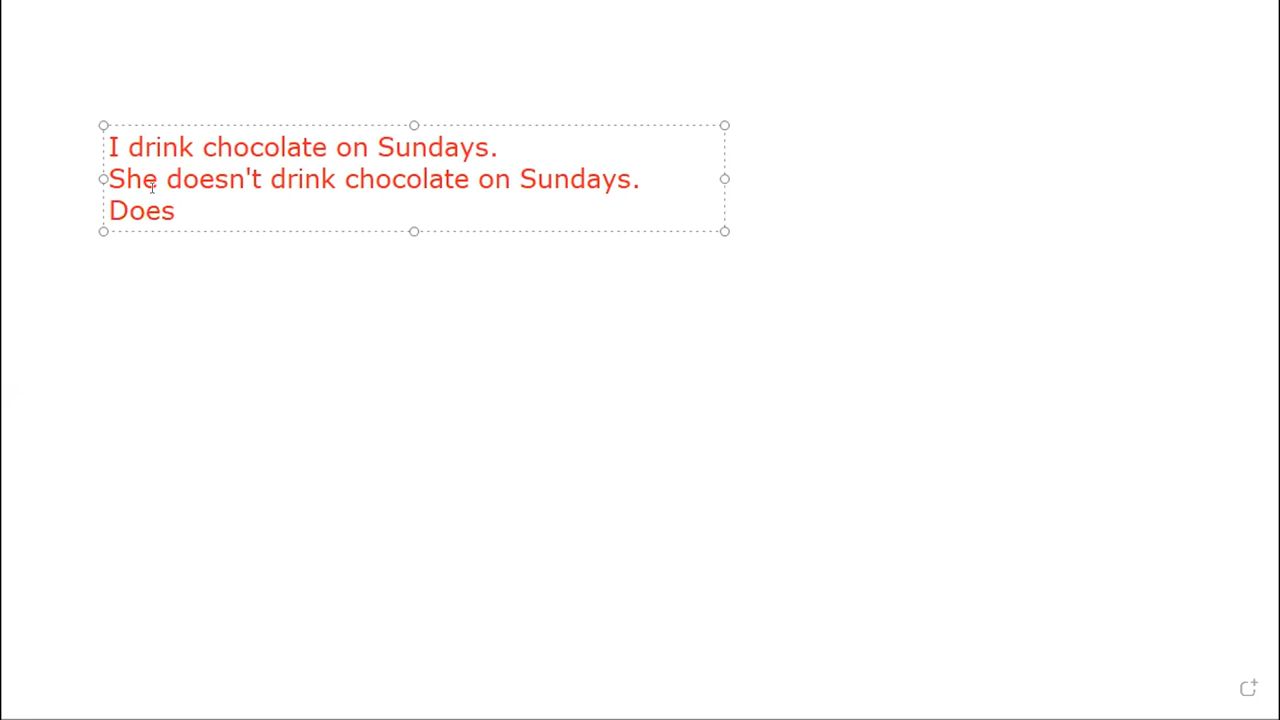 I drink chocolate on Sundays.
She doesn't drink chocolate on Sundays.
Does